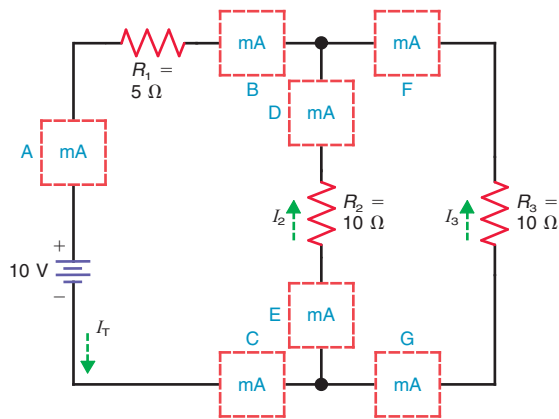 mA
B
mA
F
R1 =
5 Ω
D
mA
A
mA
I2
R2 =
10 Ω
I3
R3 =
10 Ω
+
10 V
−
E
mA
IT
C
mA
G
mA